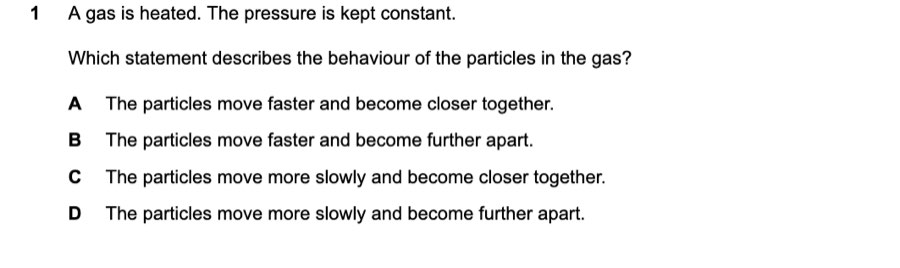 1 A gas is heated. The pressure is kept constant.
Which statement describes the behaviour of the particles in the gas?
A The particles move faster and become closer together.
B The particles move faster and become further apart.
C The particles move more slowly and become closer together.
D The particles move more slowly and become further apart.